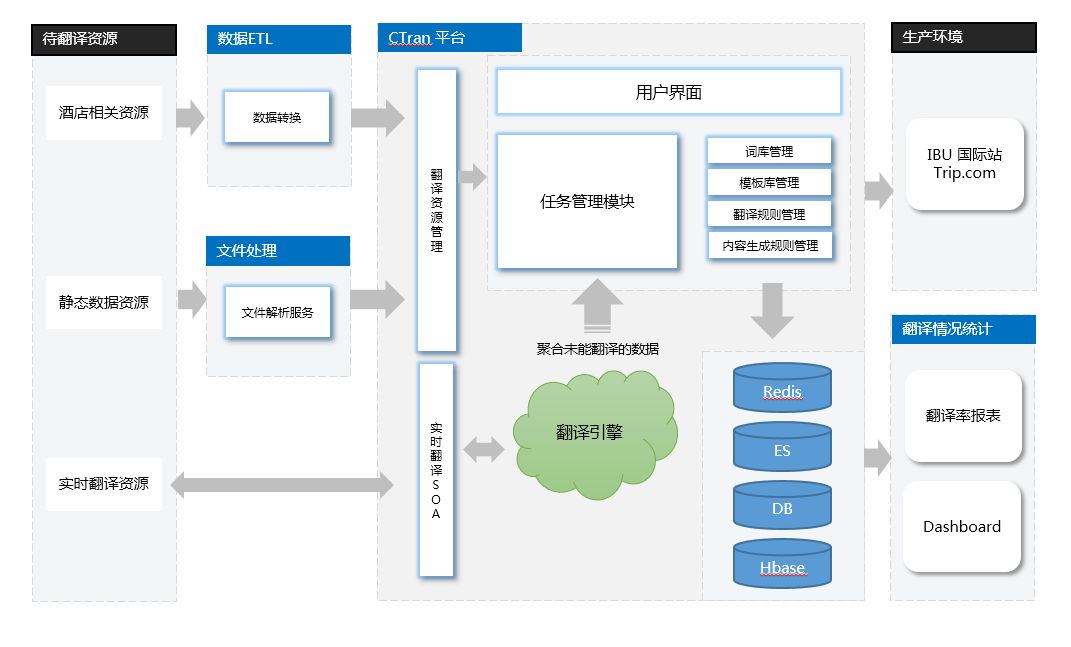 待翻译资源
酒店相关资源
静态数据资源
实时翻译资源
数据ETL
数据转换
文件处理
文件解析服务
CTran 平台
翻译资源管理
实时翻译SOA
用户界面
任务管理模块
词库管理
模板库管理
翻译规则管理
内容生成规则管理
聚合未能翻译的数据
翻译引擎
Redis
ES
DB
Hbase
生产环境
IBU 国际站
Trip.com
翻译情况统计
翻译率报表
Dashboard